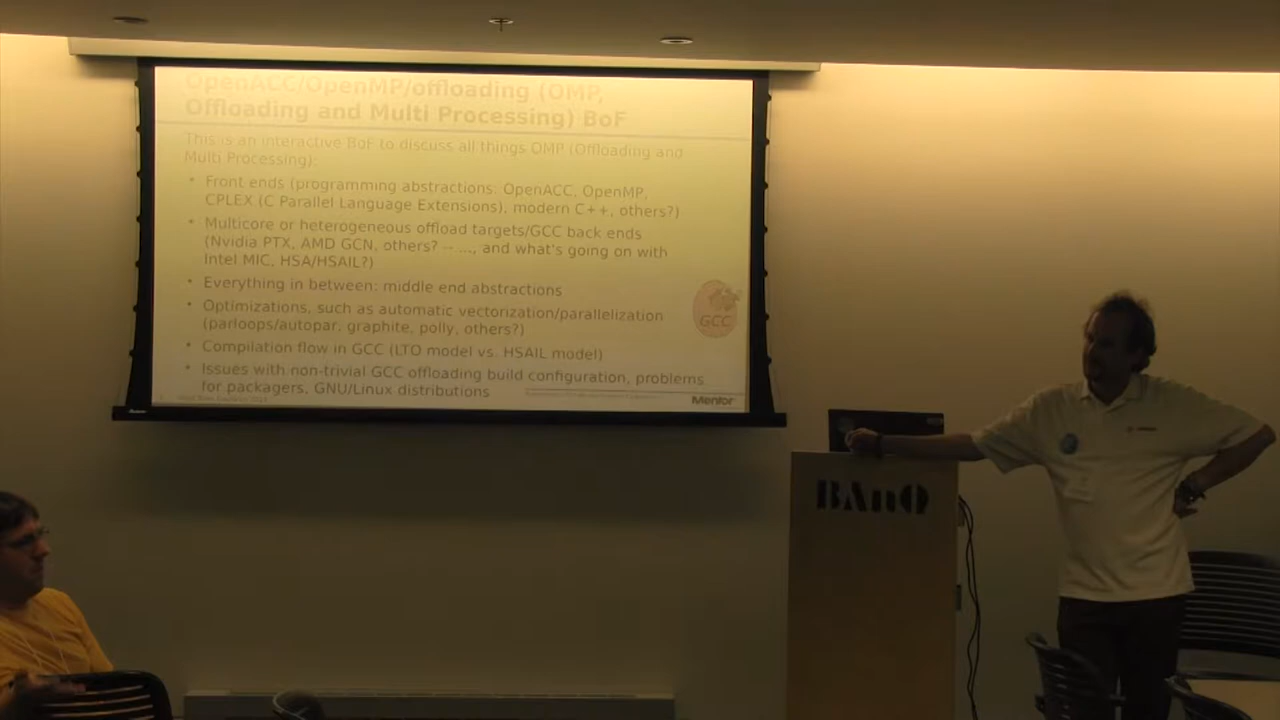 OpenACC/OpenMP/offloading (OMP,
Offloading and Multi Processing) BoF
This is an interactive BoF to discuss all things OMP (Offloading and
Multi Processing):
• Front ends (programming abstractions: OpenACC, OpenMP,
CPLEX (C Parallel Language Extensions), modern C++, others?)
• Multicore or heterogeneous offload targets/GCC back ends
(Nvidia PTX, AMD GCN, others? -- ..., and what's going on with
Intel MIC, HSA/HSAIL?)
• Everything in between: middle end abstractions
• Optimizations, such as automatic vectorization/parallelization
(parloops/autopar, graphite, polly, others?)
GCC
• Compilation flow in GCC (LTO model vs. HSAIL model)
• Issues with non-trivial GCC offloading build configuration, problems
for packagers, GNU/Linux distributions
Mentor
BAnQ